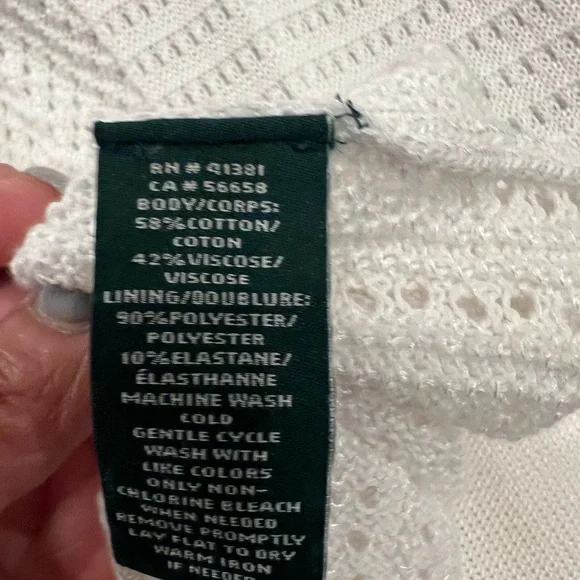 RN # 41381
CA # 56658
BODY/CORPS:
58%COTTON/
COTON
42%VISCOSE/
VISCOSE
LINING/DOUBLURE:
90%POLYESTER/
POLYESTER
10%ELASTANE/
ÉLASTHANNE
MACHINE WASH
COLD
GENTLE CYCLE
WASH WITH
LIKE COLORS
ONLY NON-
CHLORINE BLEACH
WHEN NEEDED
REMOVE PROMPTLY
LAY FLAT TO DRY
WARM IRON
IF NEEDED